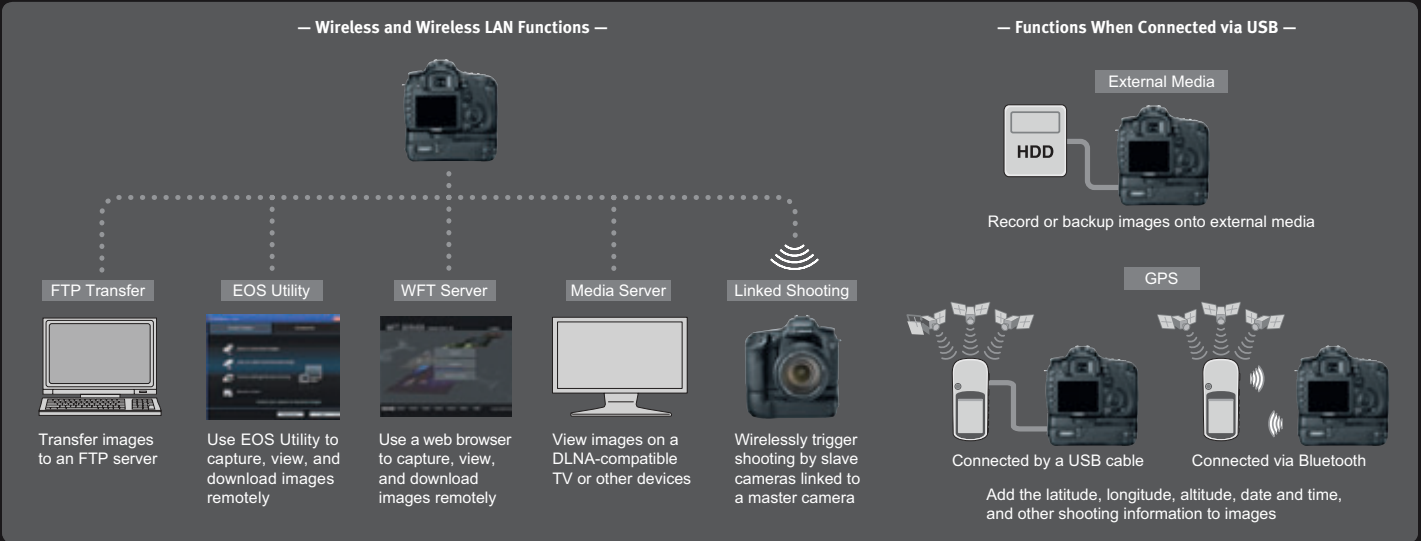 — Wireless and Wireless LAN Functions —
FTP Transfer
Transfer images
to an FTP server
EOS Utility
Use EOS Utility to
capture, view, and
download images
remotely
WFT Server
Use a web browser
to capture, view,
and download
images remotely
Media Server
View images on a
DLNA-compatible
TV or other devices
Linked Shooting
Wirelessly trigger
shooting by slave
cameras linked to
a master camera
— Functions When Connected via USB —
External Media
HDD
Record or backup images onto external media
GPS
Connected by a USB cable
Connected via Bluetooth
Add the latitude, longitude, altitude, date and time,
and other shooting information to images